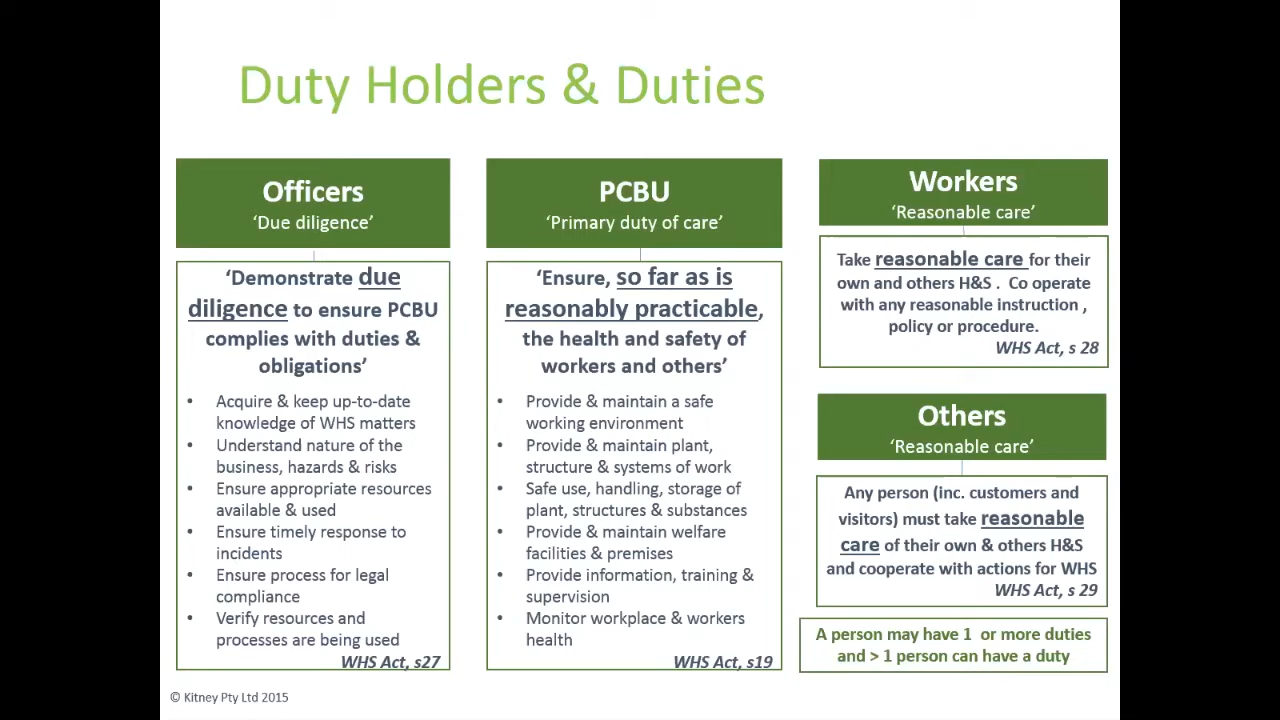 Duty Holders & Duties
Officers
‘Due diligence’
‘Demonstrate due
diligence to ensure PCBU
complies with duties &
obligations’
• Acquire & keep up-to-date
knowledge of WHS matters
• Understand nature of the
business, hazards & risks
• Ensure appropriate resources
available & used
• Ensure timely response to
incidents
• Ensure process for legal
compliance
• Verify resources and
processes are being used
WHS Act, s27
PCBU
‘Primary duty of care’
‘Ensure, so far as is
reasonably practicable,
the health and safety of
workers and others’
• Provide & maintain a safe
working environment
• Provide & maintain plant,
structure & systems of work
• Safe use, handling, storage of
plant, structures & substances
• Provide & maintain welfare
facilities & premises
• Provide information, training &
supervision
• Monitor workplace & workers
health
WHS Act, s19
Workers
‘Reasonable care’
Take reasonable care for their
own and others H&S . Co operate
with any reasonable instruction ,
policy or procedure.
WHS Act, s 28
Others
‘Reasonable care’
Any person (inc. customers and
visitors) must take reasonable
care of their own & others H&S
and cooperate with actions for WHS
WHS Act, s 29
A person may have 1 or more duties
and > 1 person can have a duty
© Kitney Pty Ltd 2015